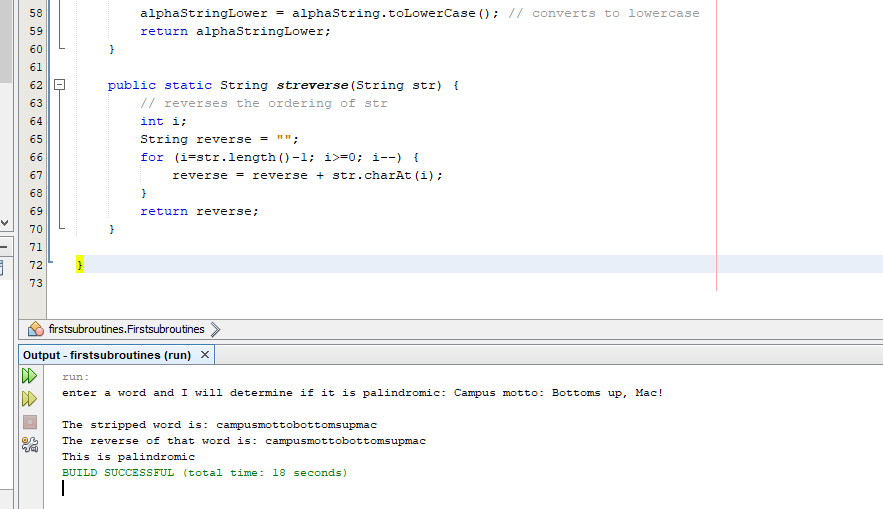 58 alphaStringLower = alphaString.toLowerCase(); // converts to lowercase
59 return alphaStringLower;
60 }
61
62 public static String streverse(String str) {
63 // reverses the ordering of str
64 int i;
65 String reverse = "";
66 for (i=str.length()-1; i>=0; i--) {
67 reverse = reverse + str.charAt(i);
68 }
69 return reverse;
70 }
71
72 }
73
firstsubroutines.Firstsubroutines
Output - firstsubroutines (run) ×
run:
enter a word and I will determine if it is palindromic: Campus motto: Bottoms up, Mac!
The stripped word is: campusmottobottomsupmac
The reverse of that word is: campusmottobottomsupmac
This is palindromic
BUILD SUCCESSFUL (total time: 18 seconds)